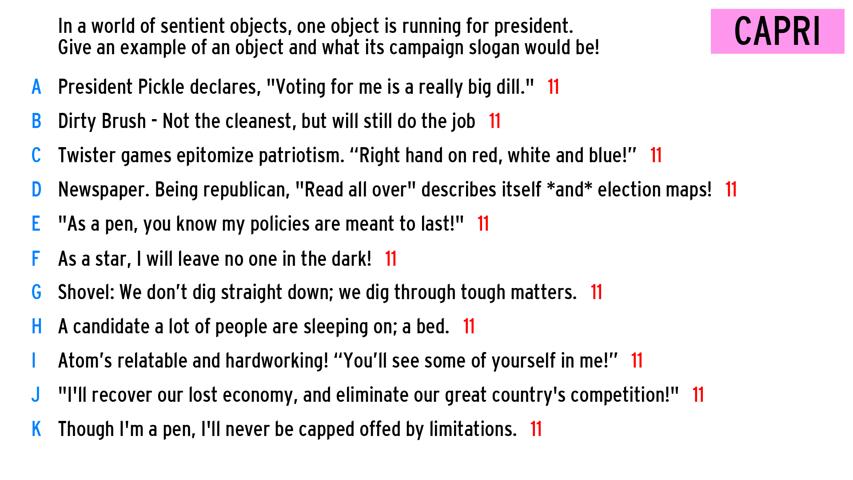 In a world of sentient objects, one object is running for president.
Give an example of an object and what its campaign slogan would be!
CAPRI
A President Pickle declares, "Voting for me is a really big dill." 11
B Dirty Brush - Not the cleanest, but will still do the job 11
C Twister games epitomize patriotism. “Right hand on red, white and blue!” 11
D Newspaper. Being republican, "Read all over" describes itself *and* election maps! 11
E "As a pen, you know my policies are meant to last!" 11
F As a star, I will leave no one in the dark! 11
G Shovel: We don’t dig straight down; we dig through tough matters. 11
H A candidate a lot of people are sleeping on; a bed. 11
I Atom’s relatable and hardworking! “You’ll see some of yourself in me!” 11
J "I'll recover our lost economy, and eliminate our great country's competition!" 11
K Though I'm a pen, I'll never be capped offed by limitations. 11